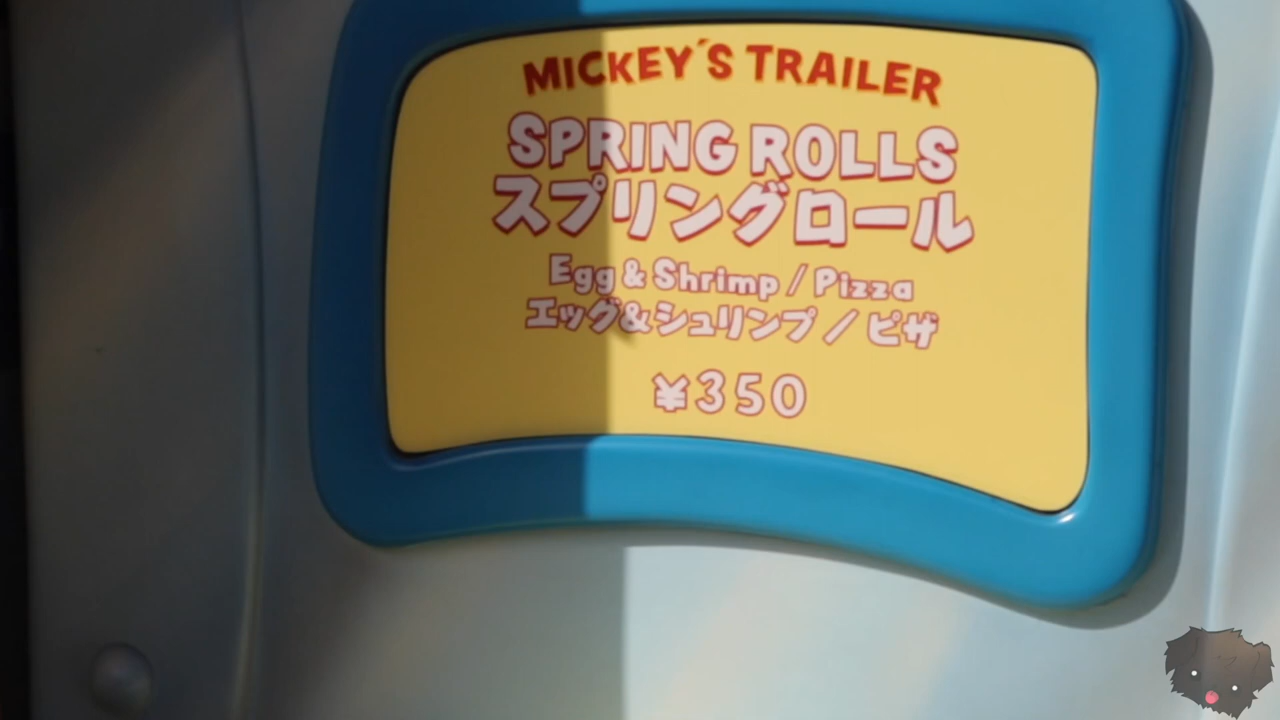 MICKEY'S TRAILER
SPRING ROLLS
スプリングロール
Egg & Shrimp / Pizza
エッグ&シュリンプ / ピザ
¥350